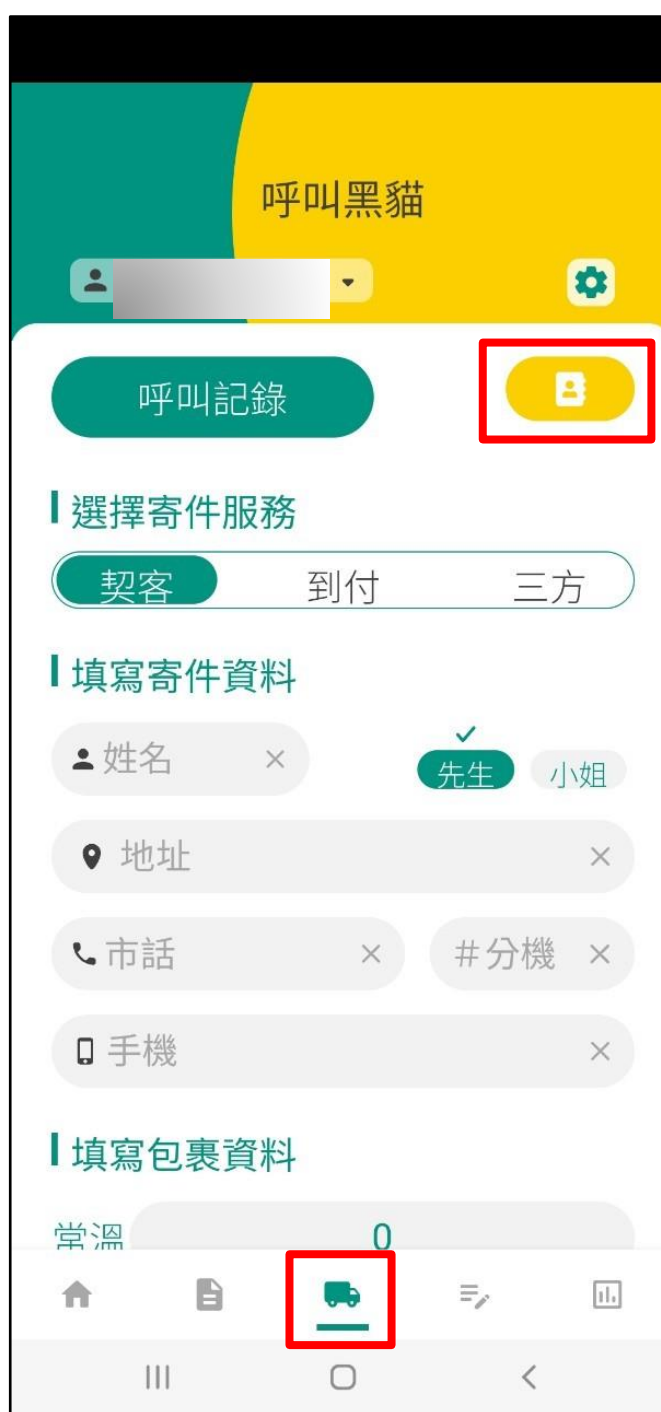 呼叫黑貓
呼叫記錄
選擇寄件服務
契客 到付 三方
填寫寄件資料
姓名 先生 小姐
地址
市話 #分機
手機
填寫包裹資料
常溫 0